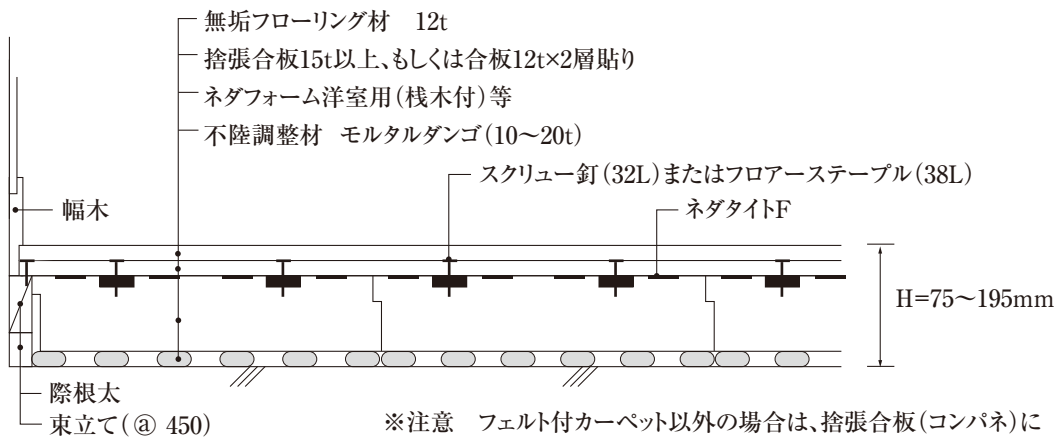 無垢フローリング材　12t
捨張合板15t以上、もしくは合板12t×2層貼り
ネダフォーム洋室用(桟木付)等
不陸調整材　モルタルダンゴ(10〜20t)
スクリュー釘(32L)またはフロアーステープル(38L)
幅木
ネダタイトF
H=75〜195mm
際根太
束立て(ⓐ 450)
※注意　フェルト付カーペット以外の場合は、捨張合板(コンパネ)に